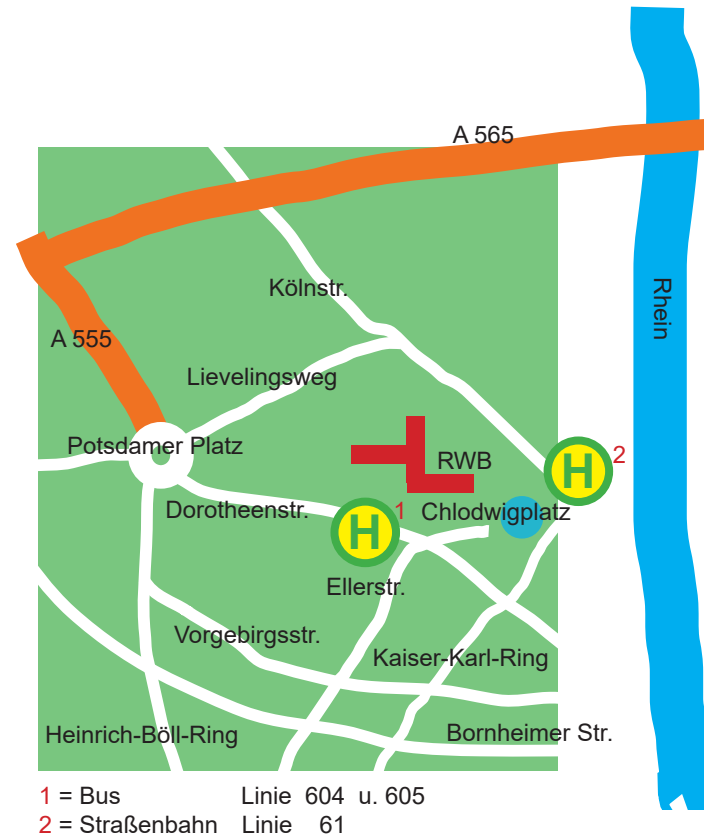 A 565
Kölnstr.
Rhein
A 555
Lievelingsweg
Potsdamer Platz
RWB
H 2
Dorotheenstr.
H 1
Chlodwigplatz
Ellerstr.
Vorgebirgsstr.
Kaiser-Karl-Ring
Heinrich-Böll-Ring
Bornheimer Str.
1 = Bus Linie 604 u. 605
2 = Straßenbahn Linie 61